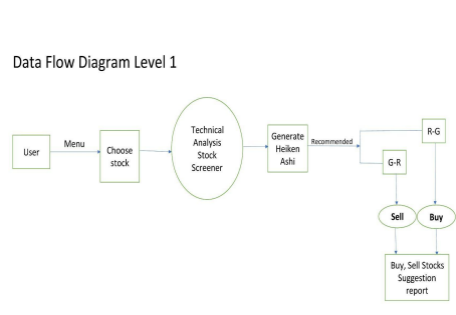 Data Flow Diagram Level 1
User
Menu
Choose
stock
Technical
Analysis
Stock
Screener
Generate
Heiken
Ashi
Recommended
R-G
G-R
Sell
Buy
Buy, Sell Stocks
Suggestion
report